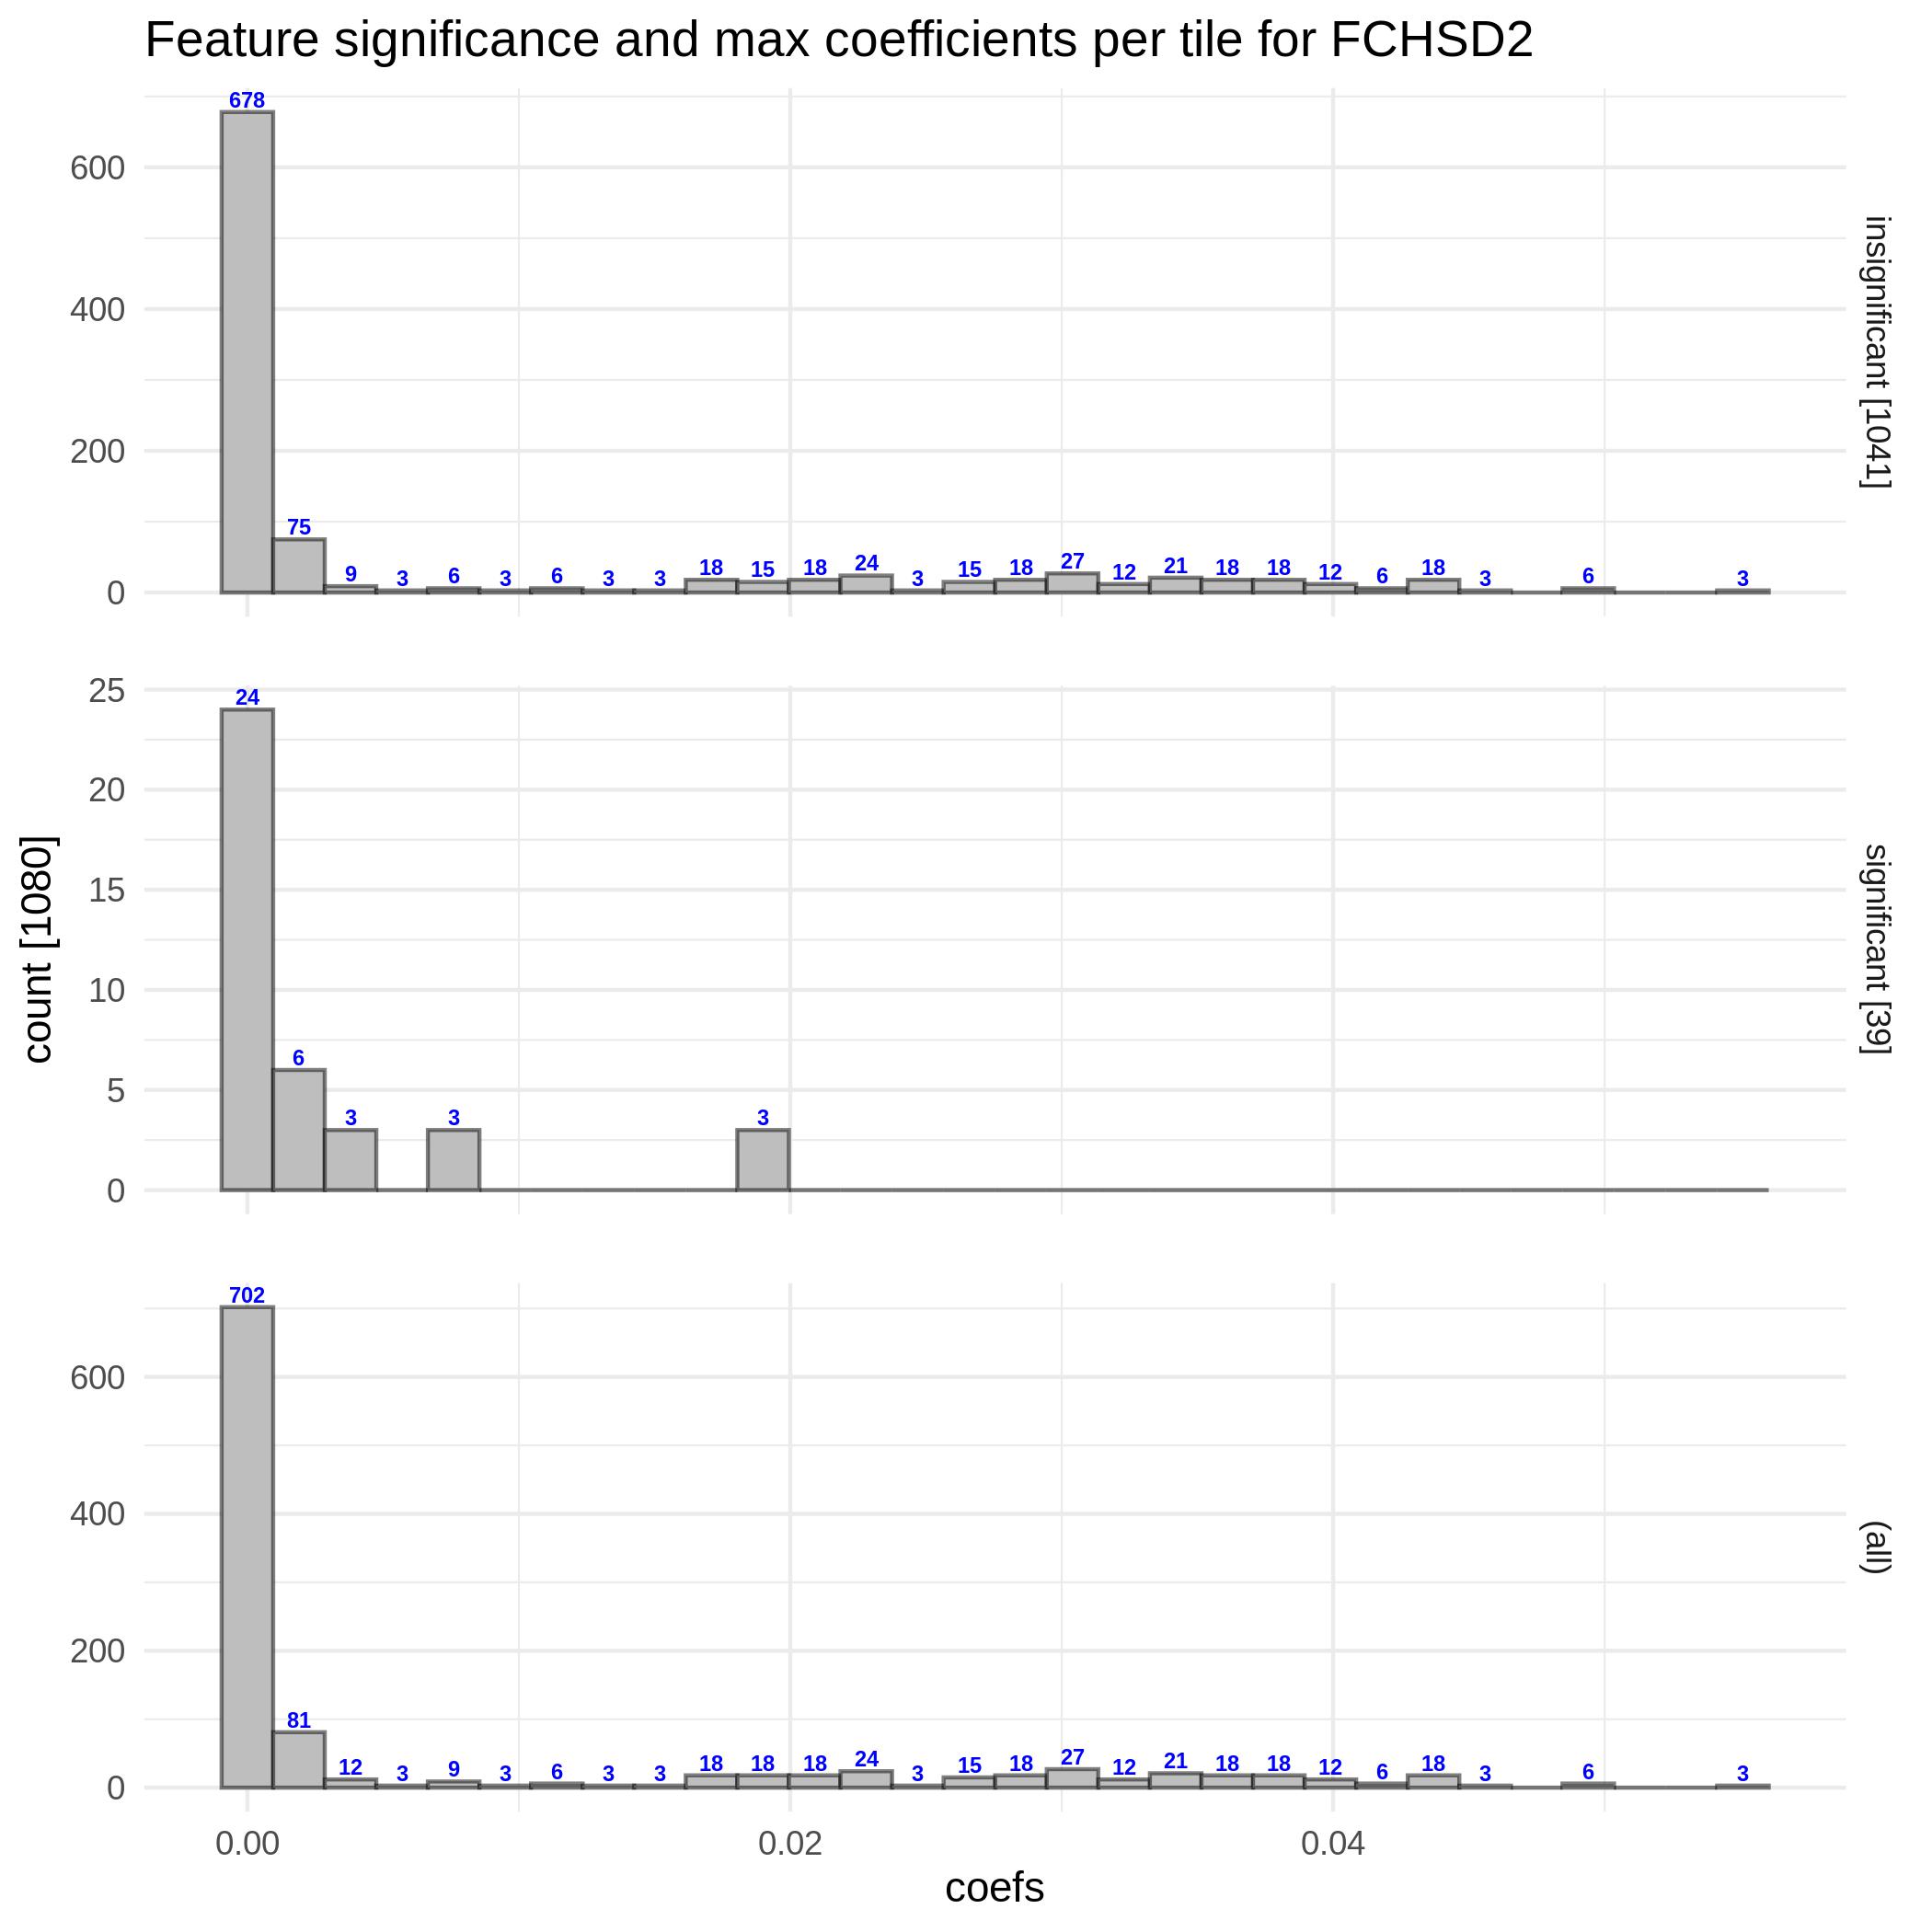 Feature significance and max coefficients per tile for FCHSD2
678
600
400
200
0
75 9 3 6 3 6 3 3 18 15 18 24 3 15 18 27 12 21 18 18 12 6 18 3 6 3
insignificant [1041]
25
20
15
10
5
0
24 6 3 3 3
significant [39]
count [1080]
702
600
400
200
0
81 12 3 9 3 6 3 3 18 18 18 24 3 15 18 27 12 21 18 18 12 6 18 3 6 3
(all)
0.00 0.02 0.04
coefs